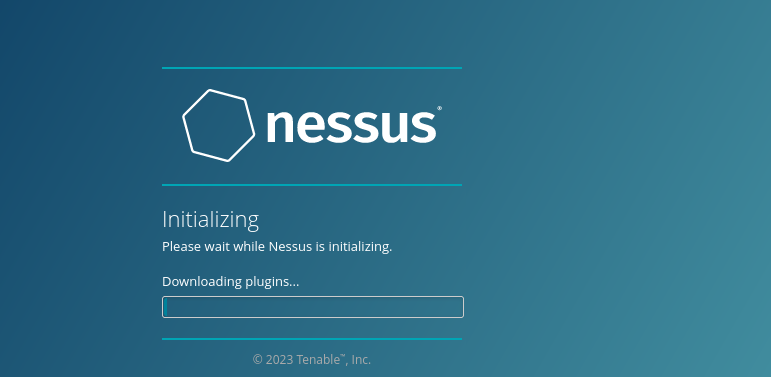 nessus®
Initializing
Please wait while Nessus is initializing.
Downloading plugins...
© 2023 Tenable™, Inc.